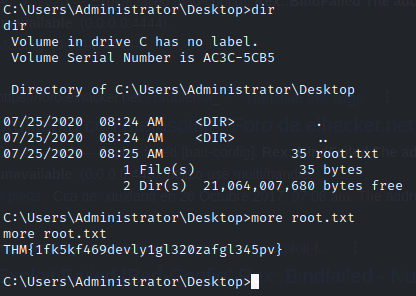 C:\Users\Administrator\Desktop>dir
dir
 Volume in drive C has no label.
 Volume Serial Number is AC3C-5CB5

 Directory of C:\Users\Administrator\Desktop

07/25/2020  08:24 AM    <DIR>          .
07/25/2020  08:24 AM    <DIR>          ..
07/25/2020  08:25 AM                35 root.txt
               1 File(s)             35 bytes
               2 Dir(s)  21,064,007,680 bytes free

C:\Users\Administrator\Desktop>more root.txt
more root.txt
THM{1fk5kf469devly1gl320zafgl345pv}

C:\Users\Administrator\Desktop>